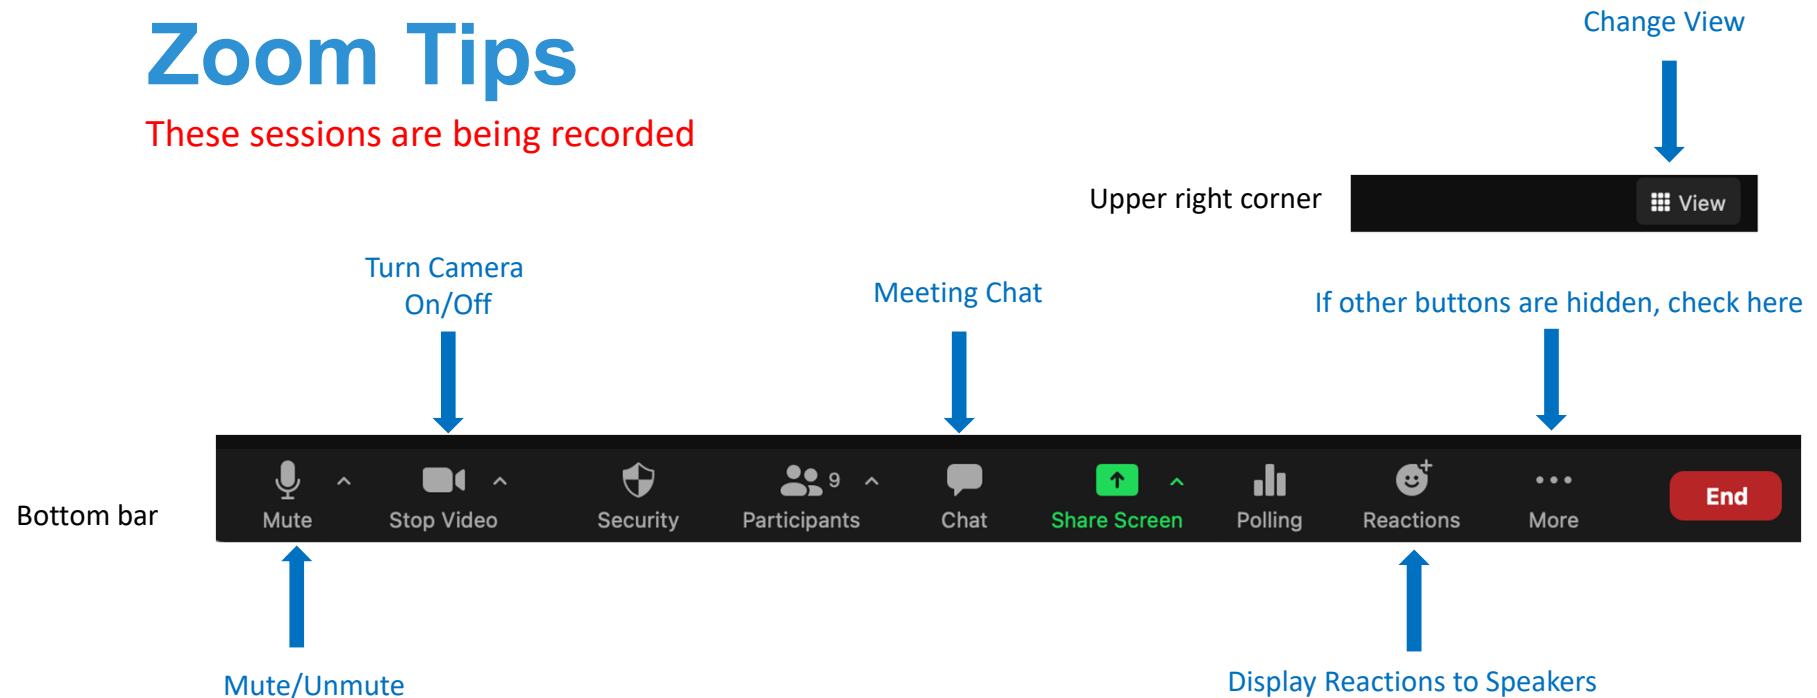 Change View
Zoom Tips
These sessions are being recorded
Upper right corner
View
Turn Camera
On/Off
Meeting Chat
If other buttons are hidden, check here
Bottom bar
9
Mute
Stop Video
Security
Participants
Chat
Share Screen
Polling
Reactions
More
End
Mute/Unmute
Display Reactions to Speakers